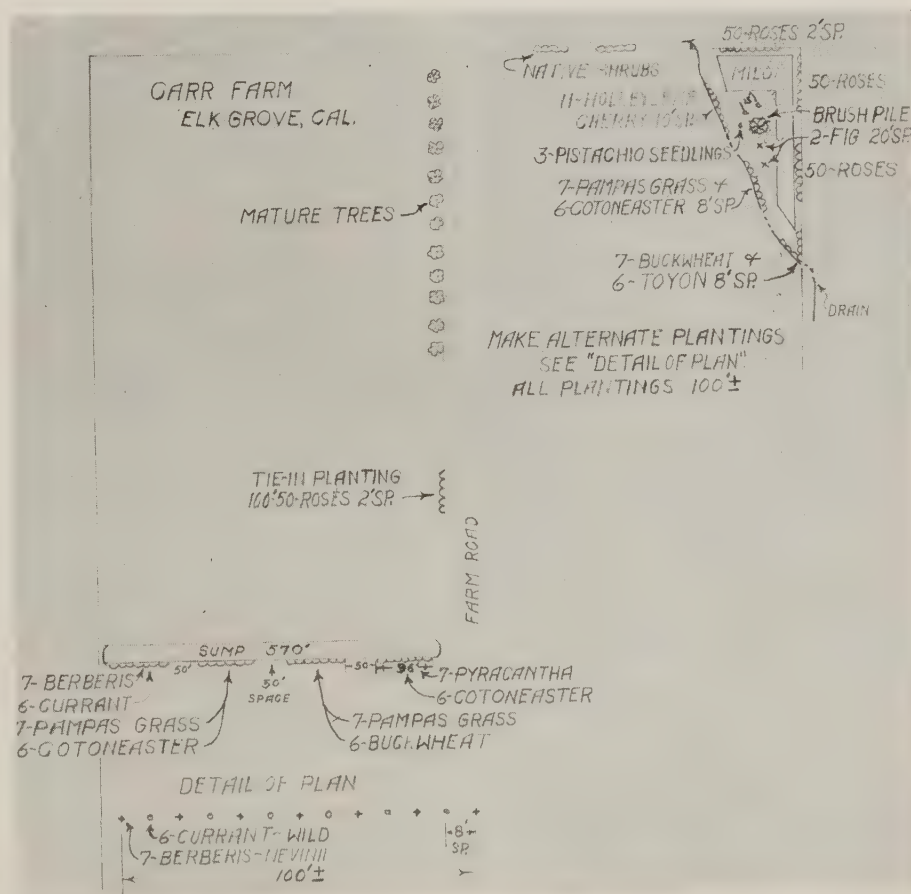 CARR FARM
ELK GROVE, CAL.
MATURE TREES
50-ROSES 2'SP.
NATIVE SHRUBS
MILO
50-ROSES
11-HOLLEY
CHERRY 10'SP.
BRUSH PILE
2-FIG 20'SP.
3-PISTACHIO SEEDLINGS
50-ROSES
7-PAMPAS GRASS +
6-COTONEASTER 8'SP.
7-BUCKWHEAT +
6-TOYON 8'SP.
DRAIN
MAKE ALTERNATE PLANTINGS
SEE "DETAIL OF PLAN"
ALL PLANTINGS 100'±
TIE-IN PLANTING
100'50-ROSES 2'SP.
FARM ROAD
SUMP 570'
50'
50'
SPACE
50
96'
7-BERBERIS
6-CURRANT
7-PAMPAS GRASS
6-COTONEASTER
7-PAMPAS GRASS
6-BUCKWHEAT
7-PYRACANTHA
6-COTONEASTER
DETAIL OF PLAN
6-CURRANT-WILD
7-BERBERIS-NEVINII
8'
SP.
100'±